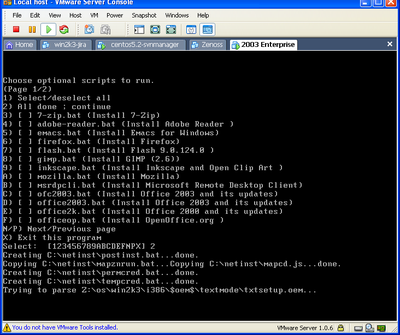 Local host - VMware Server Console
File Edit View Host VM Power Snapshot Windows Help
Home win2k3-jira centos5.2-svnmanager Zenoss 2003 Enterprise
Choose optional scripts to run.
(Page 1/2)
1) Select/deselect all
2) All done : continue
3) [ ] 7-zip.bat (Install 7-Zip)
4) [ ] adobe-reader.bat (Install Adobe Reader )
5) [ ] emacs.bat (Install Emacs for Windows)
6) [ ] firefox.bat (Install Firefox)
7) [ ] flash.bat (Install Flash 9.0.124.0 )
8) [ ] gimp.bat (Install GIMP (2.6))
9) [ ] inkscape.bat (Install Inkscape and Open Clip Art )
A) [ ] mozilla.bat (Install Mozilla)
B) [ ] msrdpcli.bat (Install Microsoft Remote Desktop Client)
C) [ ] ofc2003.bat (Install Office 2003 and its updates)
D) [ ] office2003.bat (Install Office 2003 and its updates)
E) [ ] office2k.bat (Install Office 2000 and its updates)
F) [ ] officeop.bat (Install OpenOffice.org )
N/P) Next/Previous page
X) Exit this program
Select: [123456789ABCDEFNPX] 2
Creating C:\netinst\postinst.bat...done.
Copying C:\netinst\mapznrun.bat...Copying C:\netinst\mapcd.js...done.
Creating C:\netinst\permcred.bat...done.
Creating C:\netinst\tempcred.bat...done.
Trying to parse Z:\os\win2k3\i386\$oem$\textmode\txtsetup.oem...
You do not have VMware Tools installed.
VMware Server 1.0.6